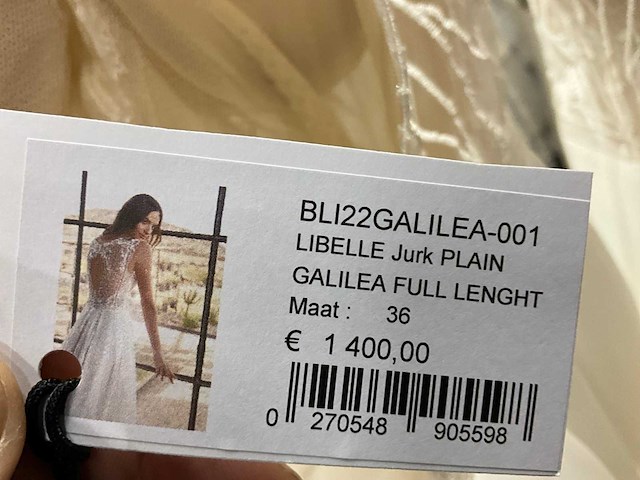 BLI22GALILEA-001
LIBELLE Jurk PLAIN
GALILEA FULL LENGHT
Maat : 36
€ 1 400,00
0 270548 905598